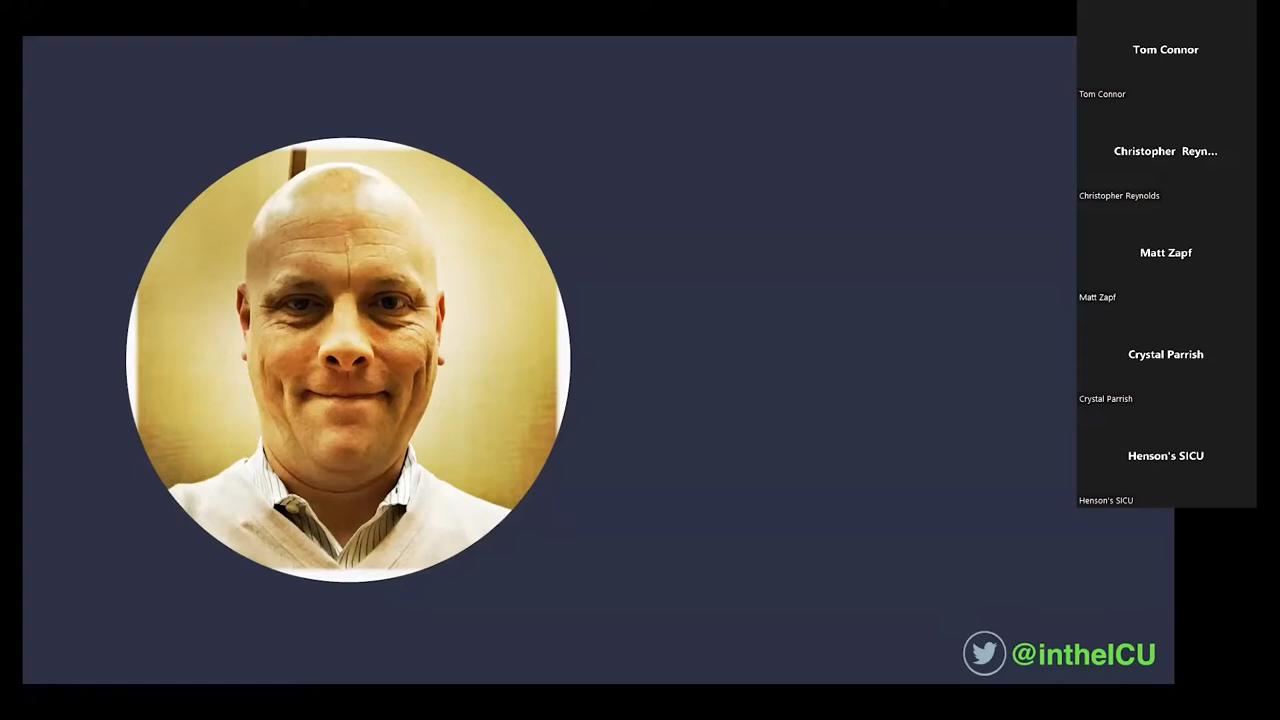 Tom Connor
Tom Connor
Christopher Reyn...
Christopher Reynolds
Matt Zapf
Matt Zapf
Crystal Parrish
Crystal Parrish
Henson's SICU
Henson's SICU
@intheICU